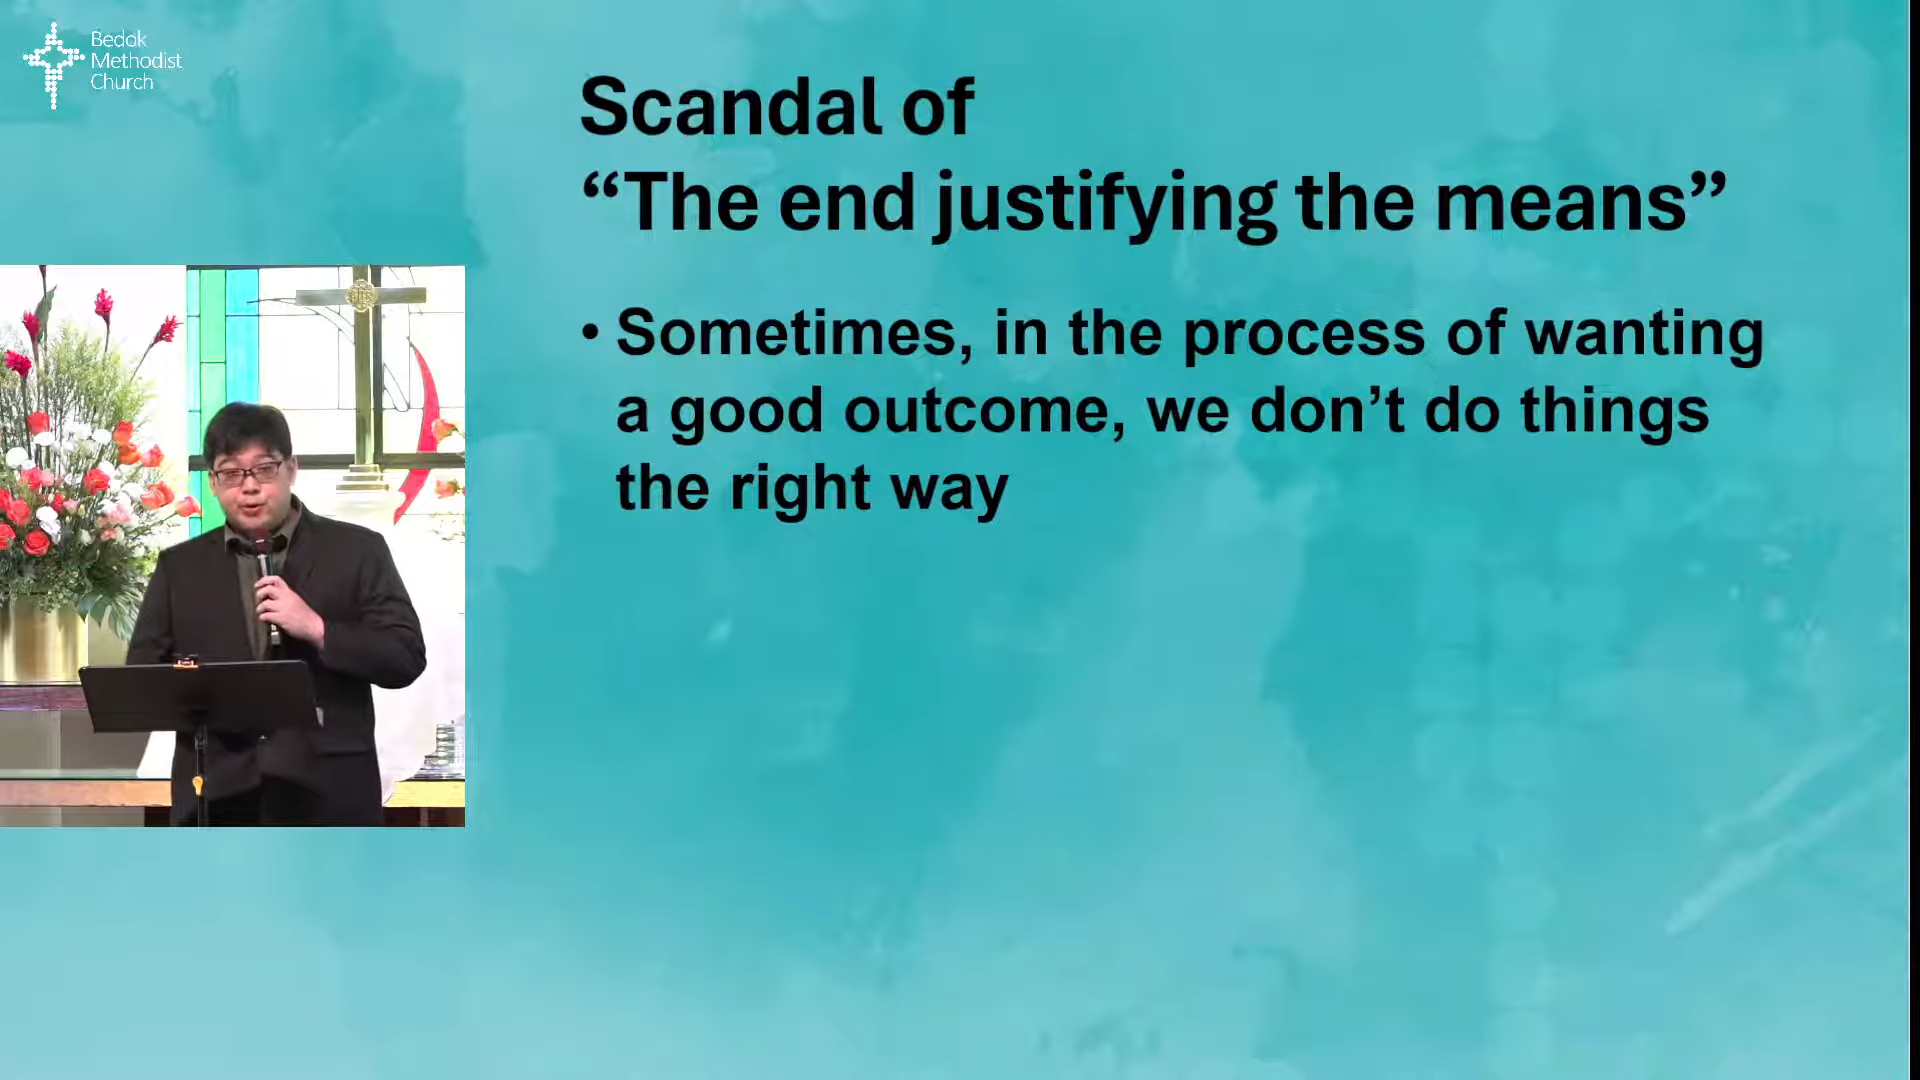 Bedok
Methodist
Church
Scandal of
“The end justifying the means”
• Sometimes, in the process of wanting
a good outcome, we don’t do things
the right way